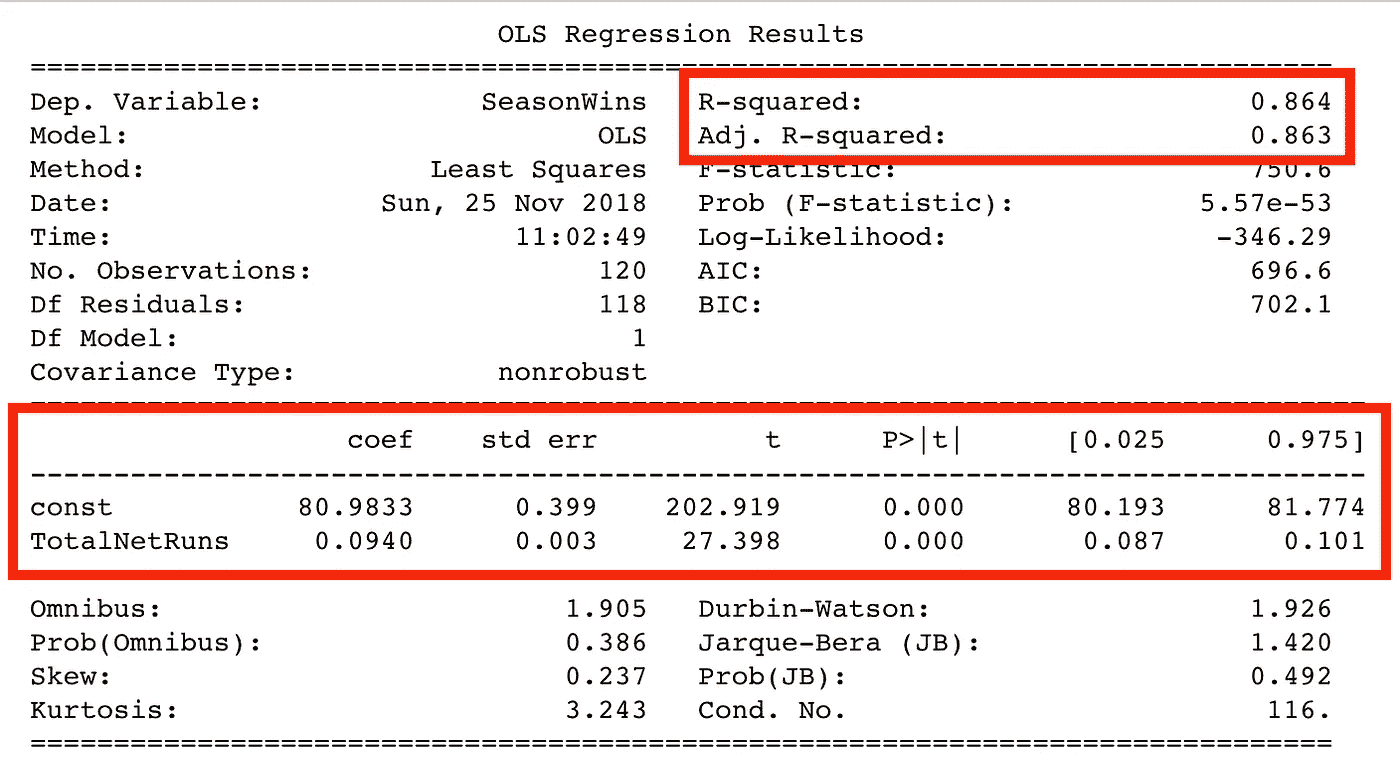 OLS Regression Results
==============================================================================
Dep. Variable: SeasonWins R-squared: 0.864
Model: OLS Adj. R-squared: 0.863
Method: Least Squares F-statistic: 750.6
Date: Sun, 25 Nov 2018 Prob (F-statistic): 5.57e-53
Time: 11:02:49 Log-Likelihood: -346.29
No. Observations: 120 AIC: 696.6
Df Residuals: 118 BIC: 702.1
Df Model: 1
Covariance Type: nonrobust
================================================================================
coef std err t P>|t| [0.025 0.975]
--------------------------------------------------------------------------------
const 80.9833 0.399 202.919 0.000 80.193 81.774
TotalNetRuns 0.0940 0.003 27.398 0.000 0.087 0.101
Omnibus: 1.905 Durbin-Watson: 1.926
Prob(Omnibus): 0.386 Jarque-Bera (JB): 1.420
Skew: 0.237 Prob(JB): 0.492
Kurtosis: 3.243 Cond. No. 116.
==============================================================================